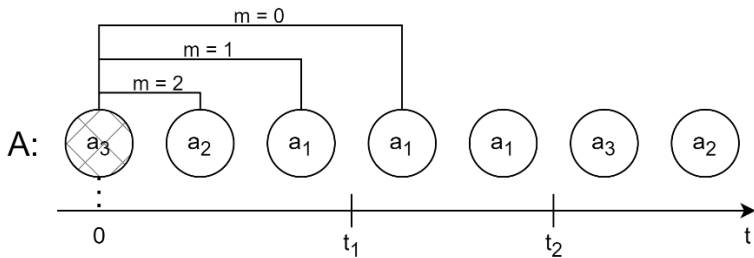 m = 0
m = 1
m = 2
A: a₃ a₂ a₁ a₁ a₁ a₃ a₂
0 t₁ t₂ t